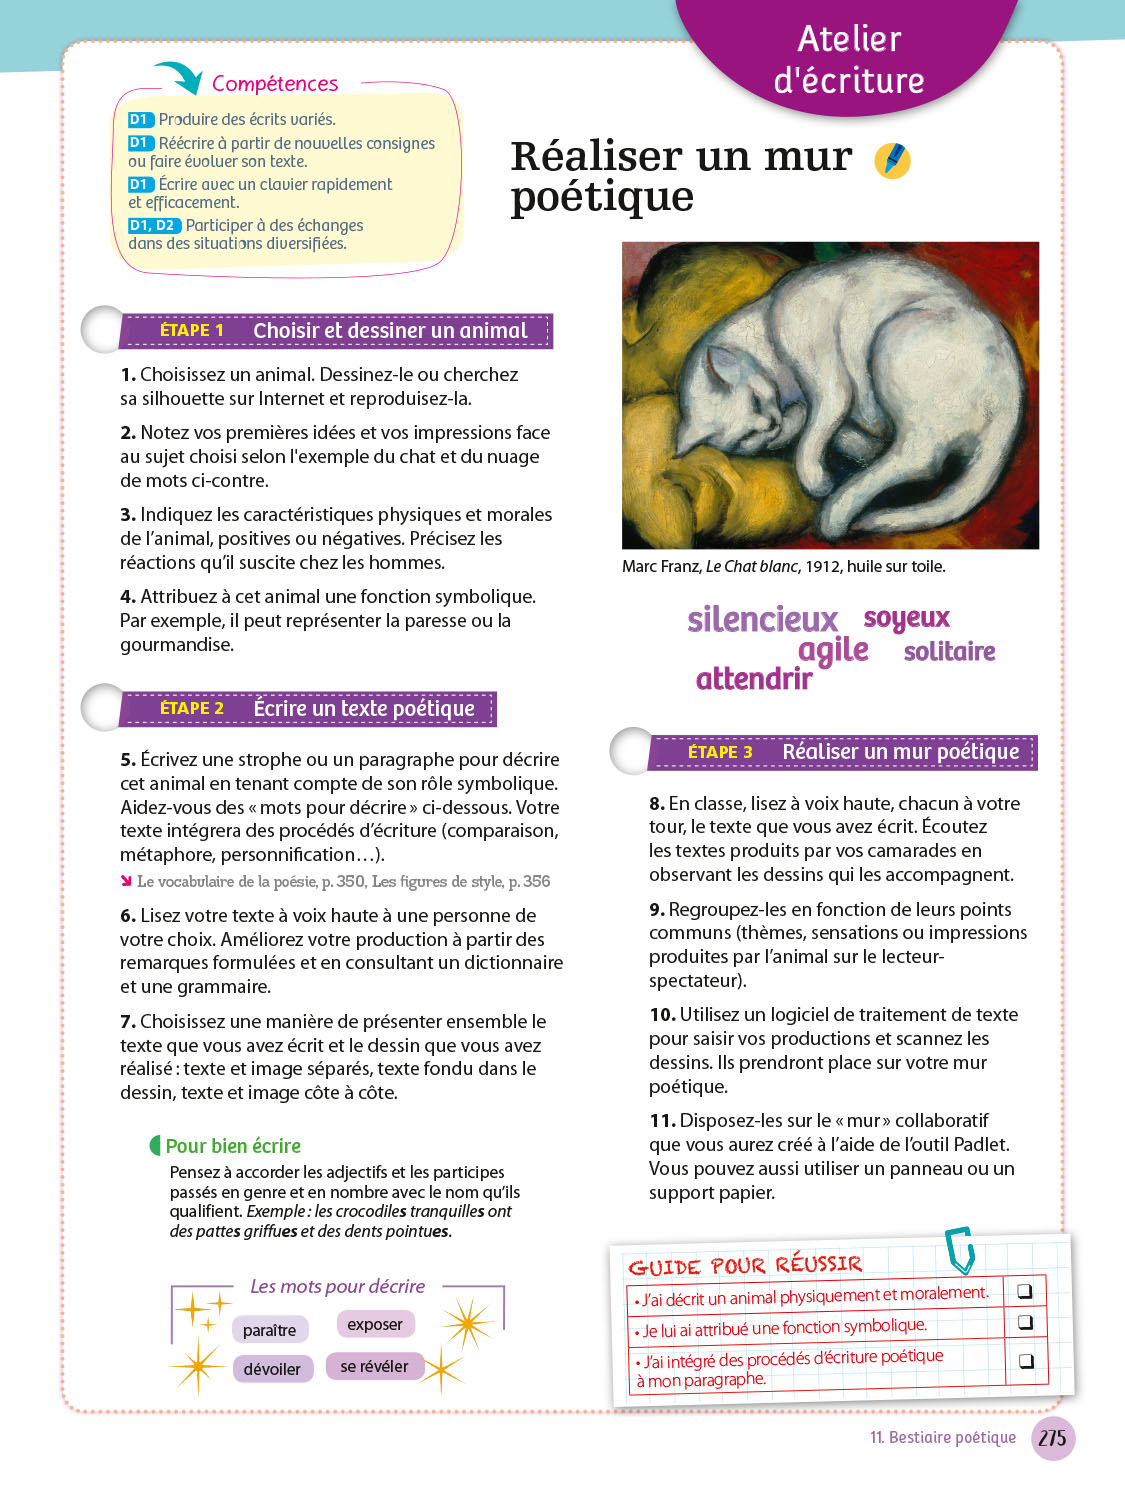 Atelier
d'écriture
Compétences
D1 Produire des écrits variés.
D1 Réécrire à partir de nouvelles consignes
ou faire évoluer son texte.
D1 Écrire avec un clavier rapidement
et efficacement.
D1, D2 Participer à des échanges
dans des situations diversifiées.
Réaliser un mur
poétique
ÉTAPE 1 Choisir et dessiner un animal
1. Choisissez un animal. Dessinez-le ou cherchez
sa silhouette sur Internet et reproduisez-la.
2. Notez vos premières idées et vos impressions face
au sujet choisi selon l'exemple du chat et du nuage
de mots ci-contre.
3. Indiquez les caractéristiques physiques et morales
de l'animal, positives ou négatives. Précisez les
réactions qu'il suscite chez les hommes.
4. Attribuez à cet animal une fonction symbolique.
Par exemple, il peut représenter la paresse ou la
gourmandise.
ÉTAPE 2 Écrire un texte poétique
5. Écrivez une strophe ou un paragraphe pour décrire
cet animal en tenant compte de son rôle symbolique.
Aidez-vous des « mots pour décrire » ci-dessous. Votre
texte intégrera des procédés d'écriture (comparaison,
métaphore, personnification…).
Le vocabulaire de la poésie, p. 350, Les figures de style, p. 356
6. Lisez votre texte à voix haute à une personne de
votre choix. Améliorez votre production à partir des
remarques formulées et en consultant un dictionnaire
et une grammaire.
7. Choisissez une manière de présenter ensemble le
texte que vous avez écrit et le dessin que vous avez
réalisé : texte et image séparés, texte fondu dans le
dessin, texte et image côte à côte.
Pour bien écrire
Pensez à accorder les adjectifs et les participes
passés en genre et en nombre avec le nom qu'ils
qualifient. Exemple : les crocodiles tranquilles ont
des pattes griffues et des dents pointues.
Les mots pour décrire
paraître exposer
dévoiler se révéler
Marc Franz, Le Chat blanc, 1912, huile sur toile.
silencieux soyeux
agile solitaire
attendrir
ÉTAPE 3 Réaliser un mur poétique
8. En classe, lisez à voix haute, chacun à votre
tour, le texte que vous avez écrit. Écoutez
les textes produits par vos camarades en
observant les dessins qui les accompagnent.
9. Regroupez-les en fonction de leurs points
communs (thèmes, sensations ou impressions
produites par l'animal sur le lecteur-
spectateur).
10. Utilisez un logiciel de traitement de texte
pour saisir vos productions et scannez les
dessins. Ils prendront place sur votre mur
poétique.
11. Disposez-les sur le « mur » collaboratif
que vous aurez créé à l'aide de l'outil Padlet.
Vous pouvez aussi utiliser un panneau ou un
support papier.
GUIDE POUR RÉUSSIR
• J'ai décrit un animal physiquement et moralement.
• Je lui ai attribué une fonction symbolique.
• J'ai intégré des procédés d'écriture poétique
à mon paragraphe.
11. Bestiaire poétique 275